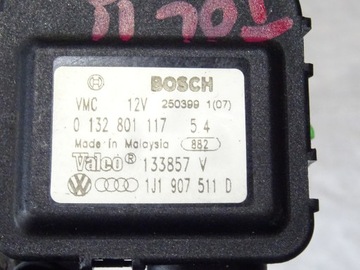 BOSCH
VMC 12V 250399 1(07)
0 132 801 117 5.4
Made in Malaysia 882
Valeo® 133857 V
1J1 907 511 D